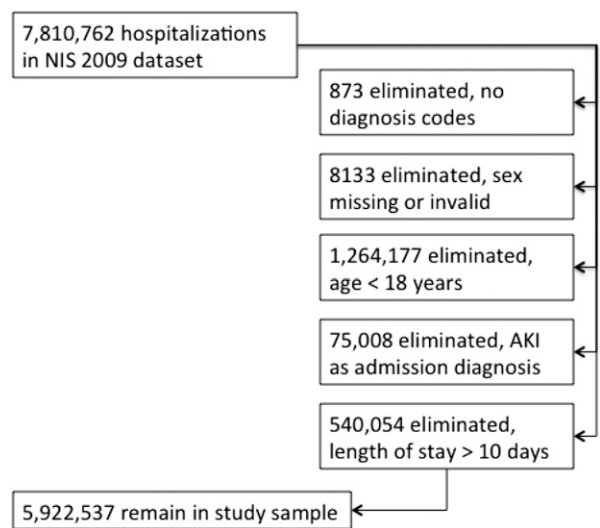 7,810,762 hospitalizations
in NIS 2009 dataset
873 eliminated, no
diagnosis codes
8133 eliminated, sex
missing or invalid
1,264,177 eliminated,
age < 18 years
75,008 eliminated, AKI
as admission diagnosis
540,054 eliminated,
length of stay > 10 days
5,922,537 remain in study sample